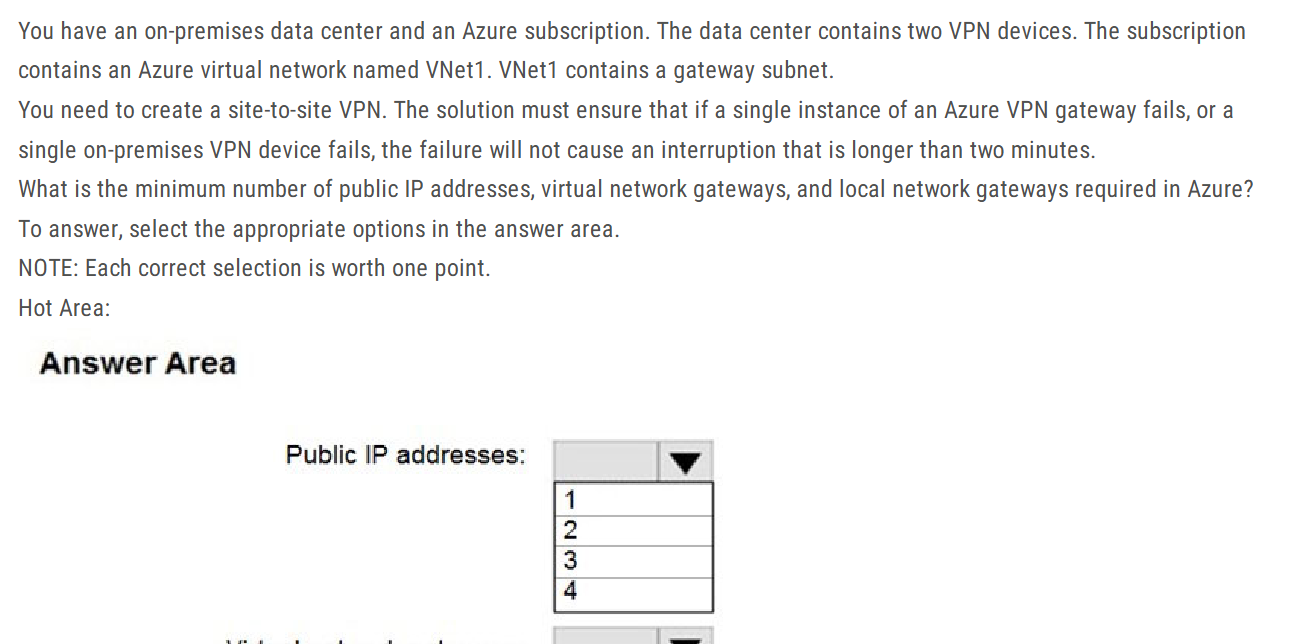 You have an on-premises data center and an Azure subscription. The data center contains two VPN devices. The subscription
contains an Azure virtual network named VNet1. VNet1 contains a gateway subnet.
You need to create a site-to-site VPN. The solution must ensure that if a single instance of an Azure VPN gateway fails, or a
single on-premises VPN device fails, the failure will not cause an interruption that is longer than two minutes.
What is the minimum number of public IP addresses, virtual network gateways, and local network gateways required in Azure?
To answer, select the appropriate options in the answer area.
NOTE: Each correct selection is worth one point.
Hot Area:
Answer Area
Public IP addresses:
1
2
3
4